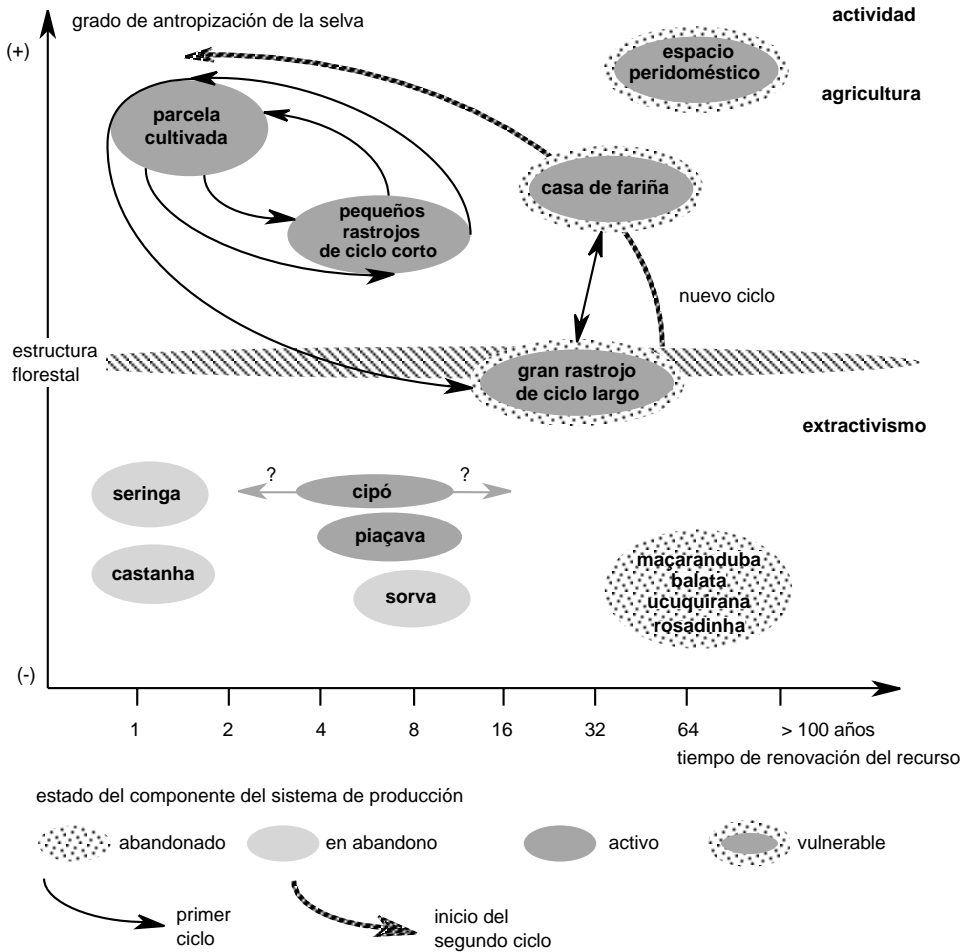 grado de antropización de la selva
actividad
(+)
espacio
peridoméstico
agricultura
parcela
cultivada
casa de fariña
pequeños
rastrojos
de ciclo corto
nuevo ciclo
estructura
florestal
gran rastrojo
de ciclo largo
extractivismo
?
?
seringa
cipó
piaçava
castanha
sorva
maçaranduba
balata
ucuquirana
rosadinha
(-)
1
2
4
8
16
32
64
> 100 años
tiempo de renovación del recurso
estado del componente del sistema de producción
abandonado
en abandono
activo
vulnerable
primer
ciclo
inicio del
segundo ciclo